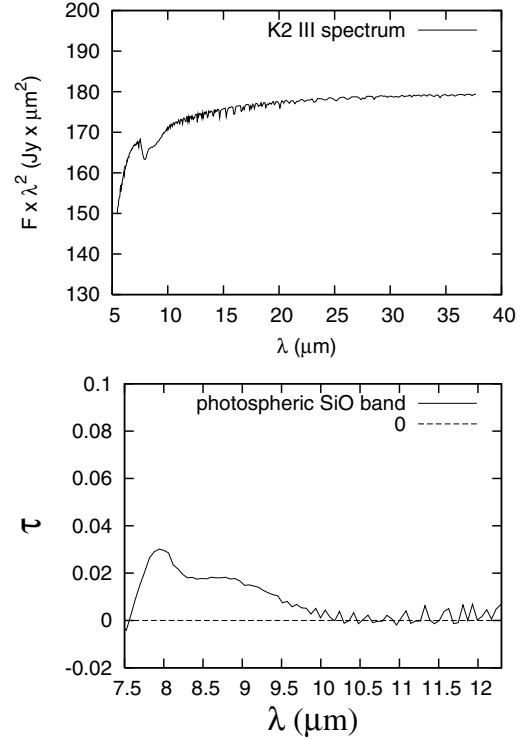 200
190
180
170
160
150
140
130
F x λ² (Jy x μm²)
K2 III spectrum
5 10 15 20 25 30 35 40
λ (μm)
0.1
0.08
0.06
0.04
0.02
0
-0.02
τ
photospheric SiO band
0
7.5 8 8.5 9 9.5 10 10.5 11 11.5 12
λ (μm)